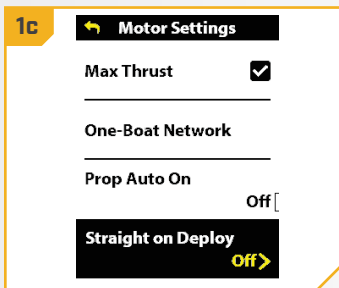 1c
Motor Settings
Max Thrust
One-Boat Network
Prop Auto On
Off [
Straight on Deploy
Off >